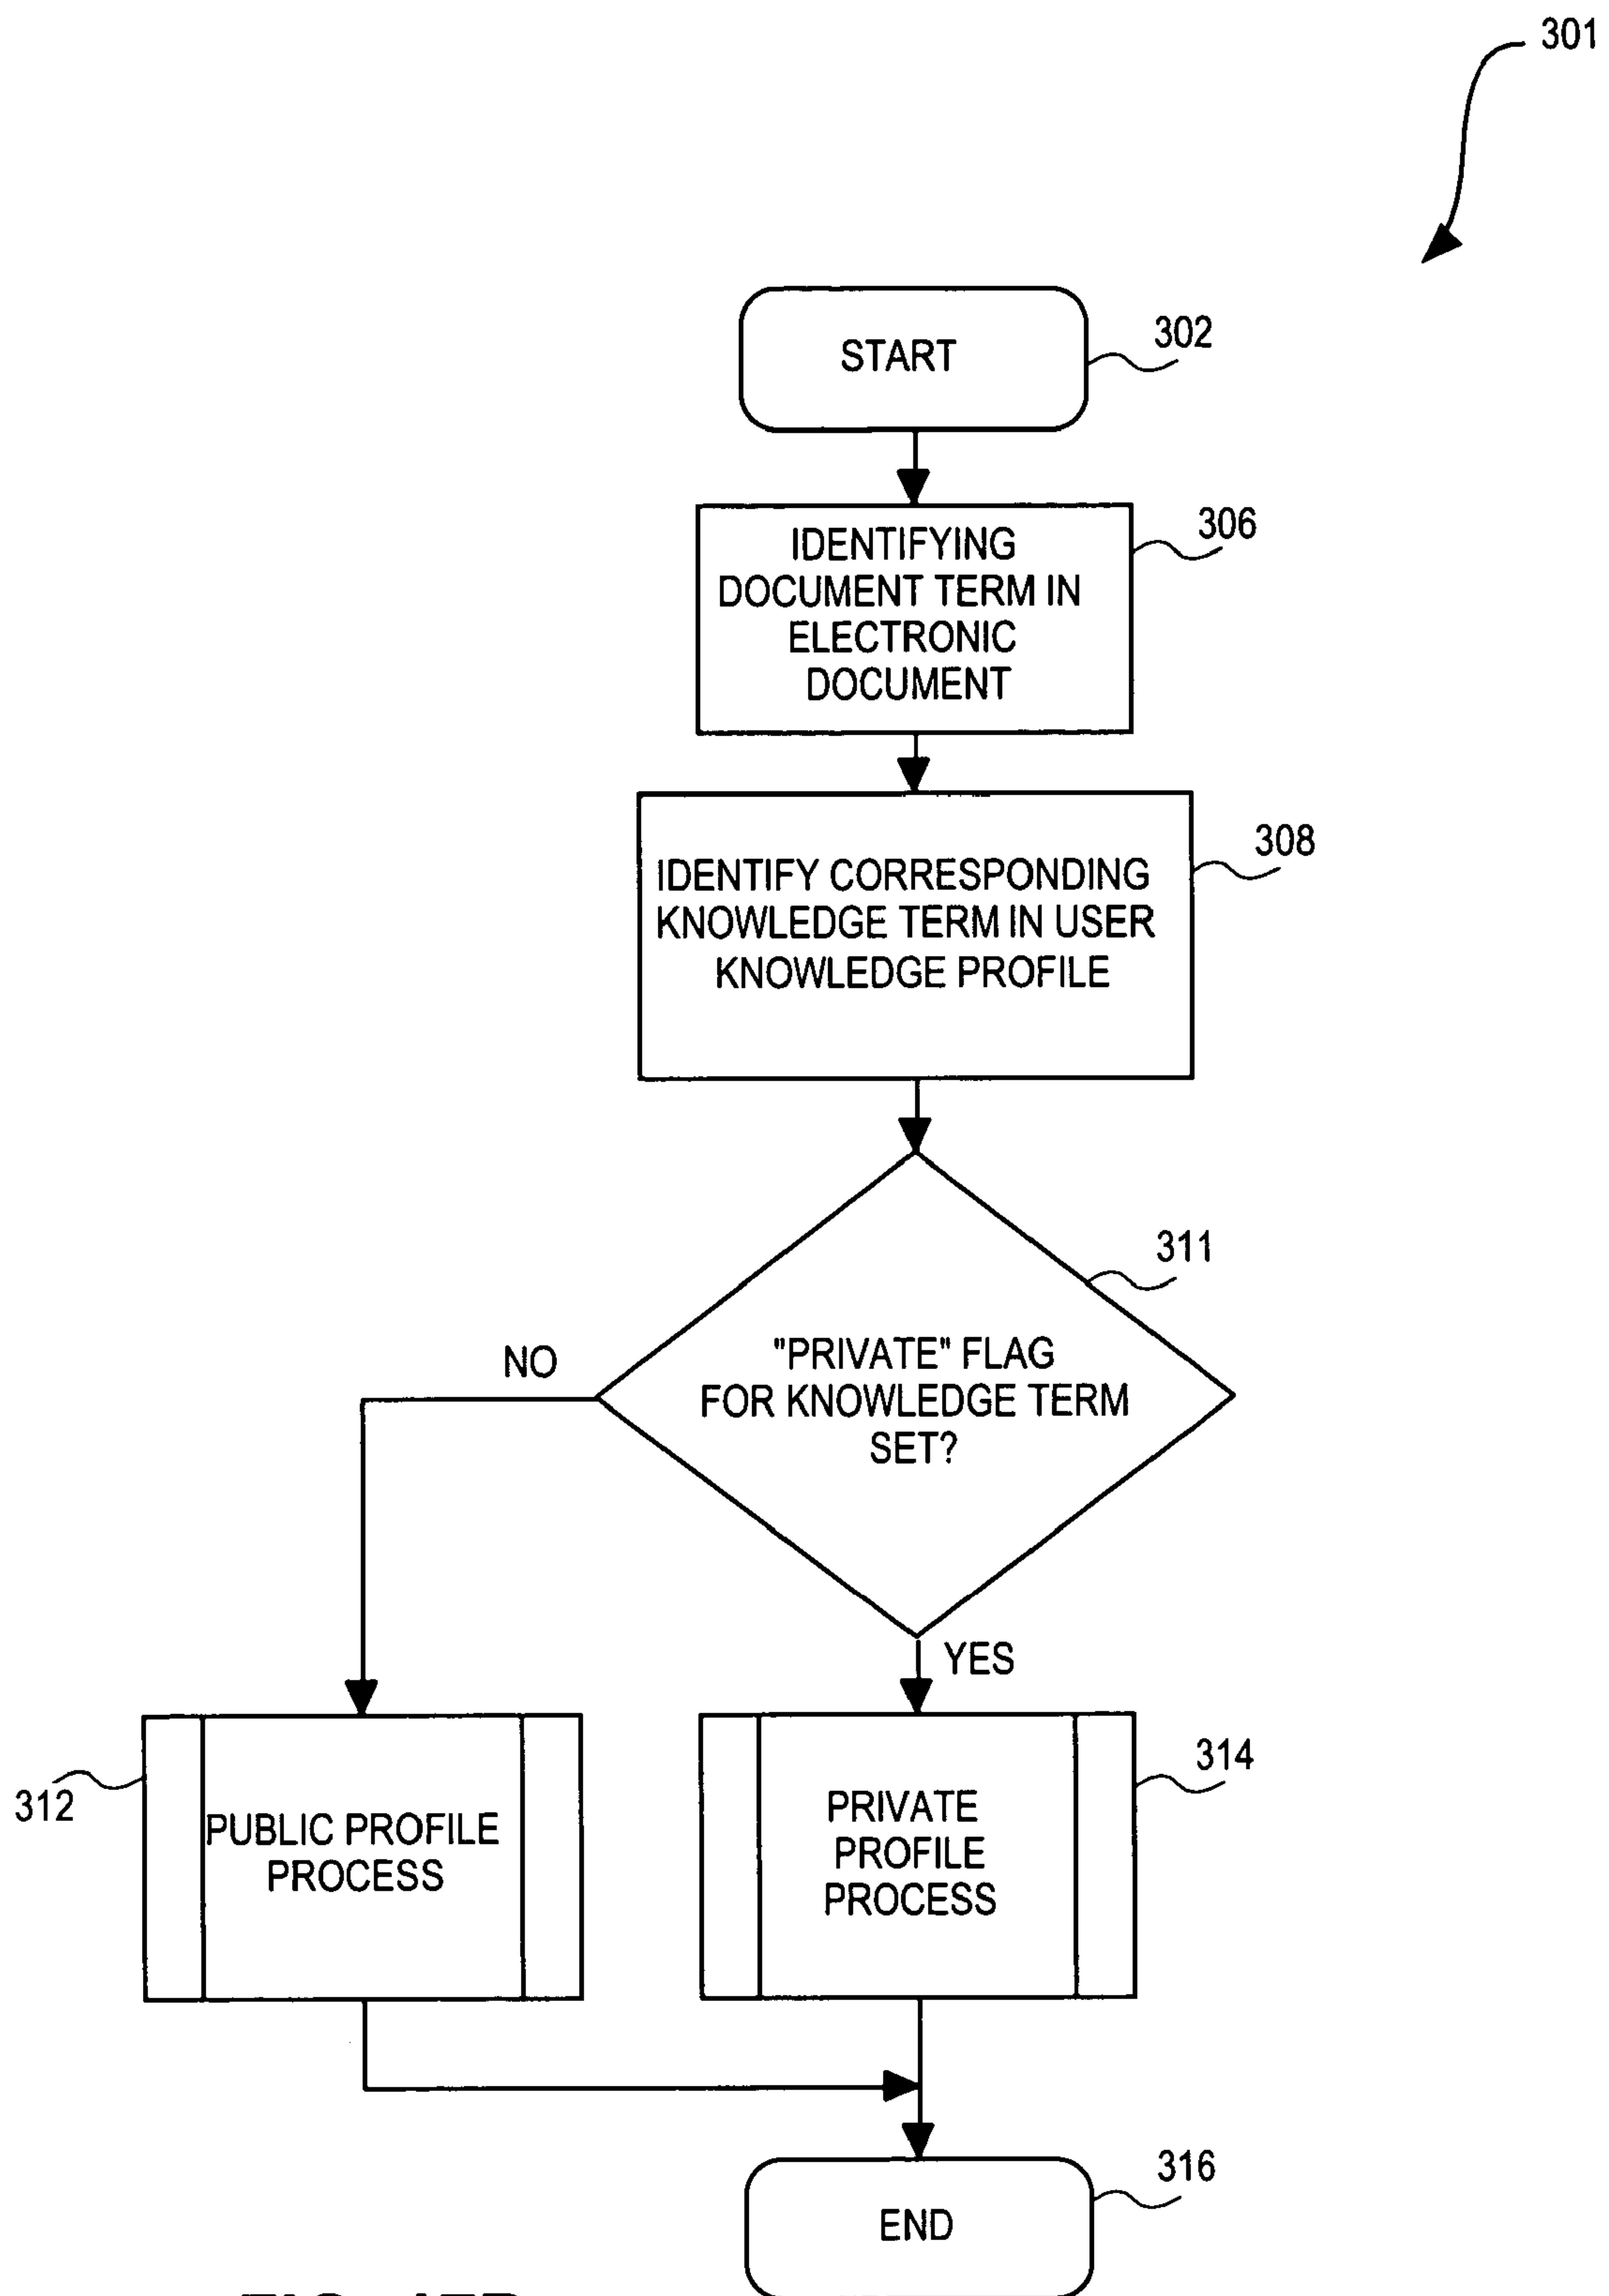 301
START
302
IDENTIFYING
DOCUMENT TERM IN
ELECTRONIC
DOCUMENT
306
IDENTIFY CORRESPONDING
KNOWLEDGE TERM IN USER
KNOWLEDGE PROFILE
308
311
"PRIVATE" FLAG
FOR KNOWLEDGE TERM
SET?
NO
YES
312
PUBLIC PROFILE
PROCESS
PRIVATE
PROFILE
PROCESS
314
END
316